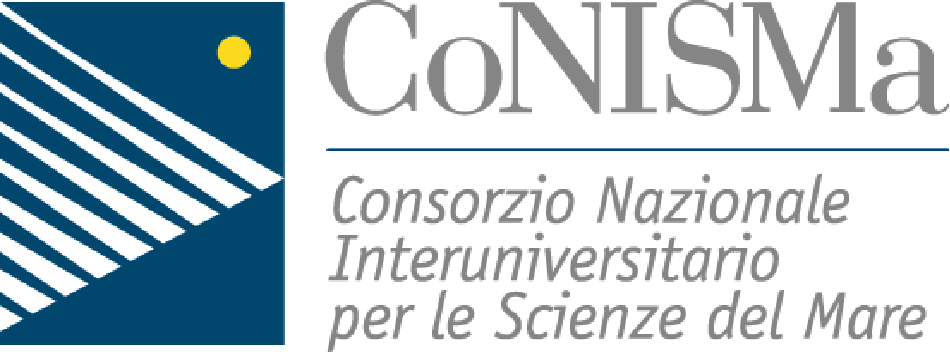 CoNISMa
Consorzio Nazionale
Interuniversitario
per le Scienze del Mare